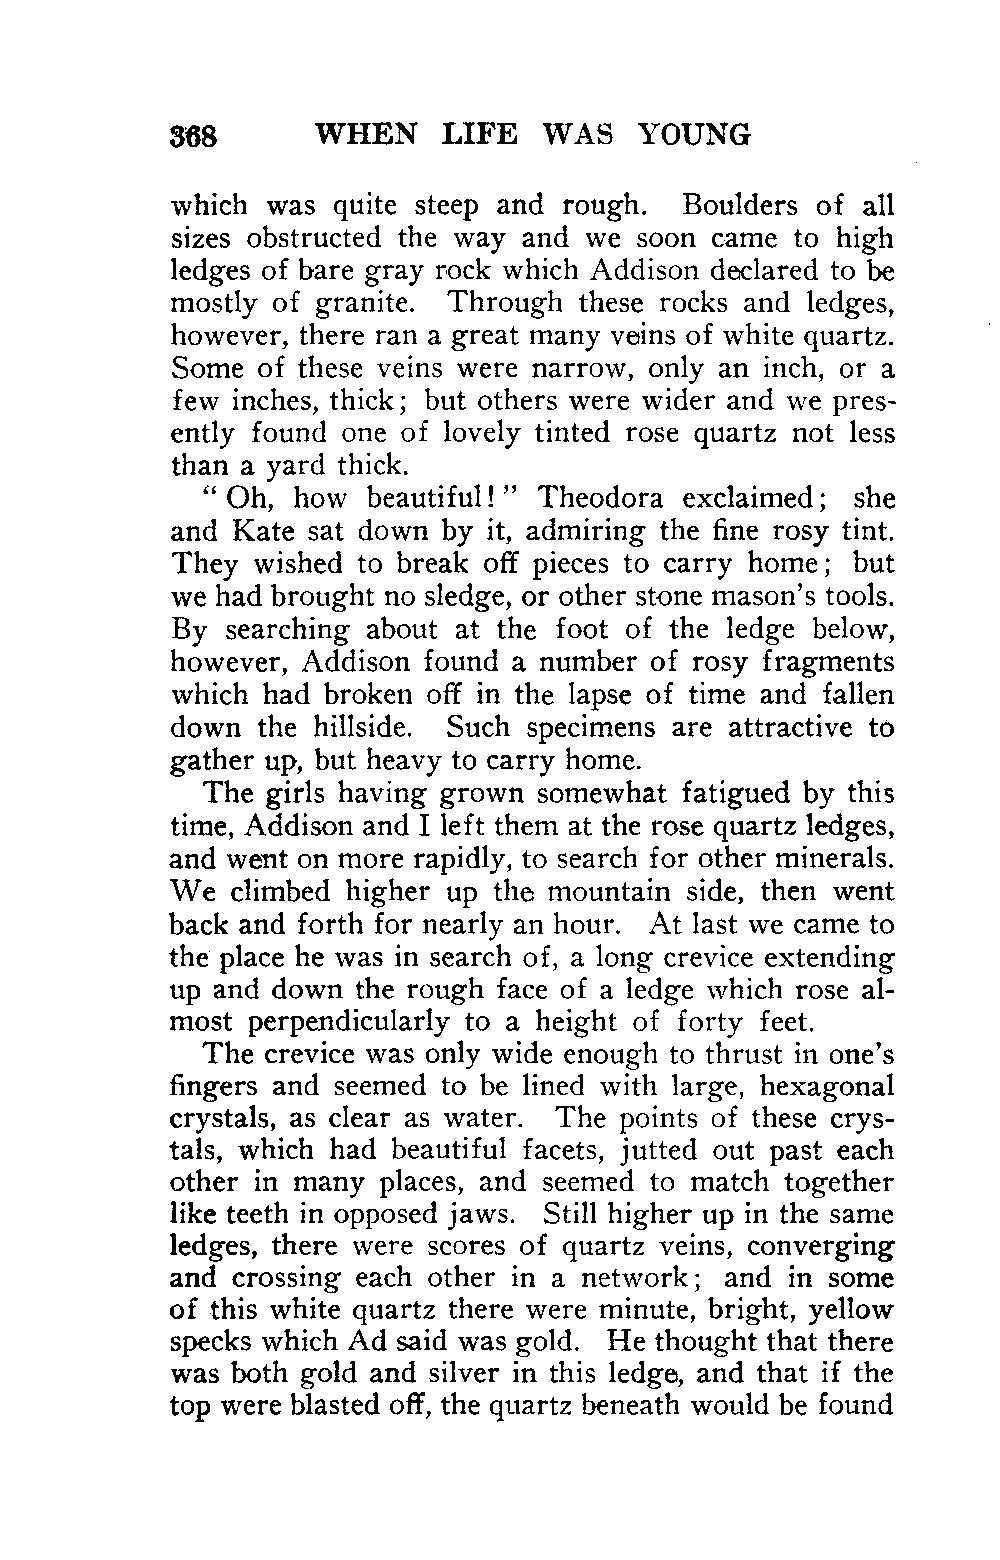 368 WHEN LIFE WAS YOUNG
which was quite steep and rough. Boulders of all
sizes obstructed the way and we soon came to high
ledges of bare gray rock which Addison declared to be
mostly of granite. Through these rocks and ledges,
however, there ran a great many veins of white quartz.
Some of these veins were narrow, only an inch, or a
few inches, thick; but others were wider and we pres-
ently found one of lovely tinted rose quartz not less
than a yard thick.
" Oh, how beautiful! " Theodora exclaimed; she
and Kate sat down by it, admiring the fine rosy tint.
They wished to break off pieces to carry home; but
we had brought no sledge, or other stone mason's tools.
By searching about at the foot of the ledge below,
however, Addison found a number of rosy fragments
which had broken off in the lapse of time and fallen
down the hillside. Such specimens are attractive to
gather up, but heavy to carry home.
The girls having grown somewhat fatigued by this
time, Addison and I left them at the rose quartz ledges,
and went on more rapidly, to search for other minerals.
We climbed higher up the mountain side, then went
back and forth for nearly an hour. At last we came to
the place he was in search of, a long crevice extending
up and down the rough face of a ledge which rose al-
most perpendicularly to a height of forty feet.
The crevice was only wide enough to thrust in one's
fingers and seemed to be lined with large, hexagonal
crystals, as clear as water. The points of these crys-
tals, which had beautiful facets, jutted out past each
other in many places, and seemed to match together
like teeth in opposed jaws. Still higher up in the same
ledges, there were scores of quartz veins, converging
and crossing each other in a network; and in some
of this white quartz there were minute, bright, yellow
specks which Ad said was gold. He thought that there
was both gold and silver in this ledge, and that if the
top were blasted off, the quartz beneath would be found